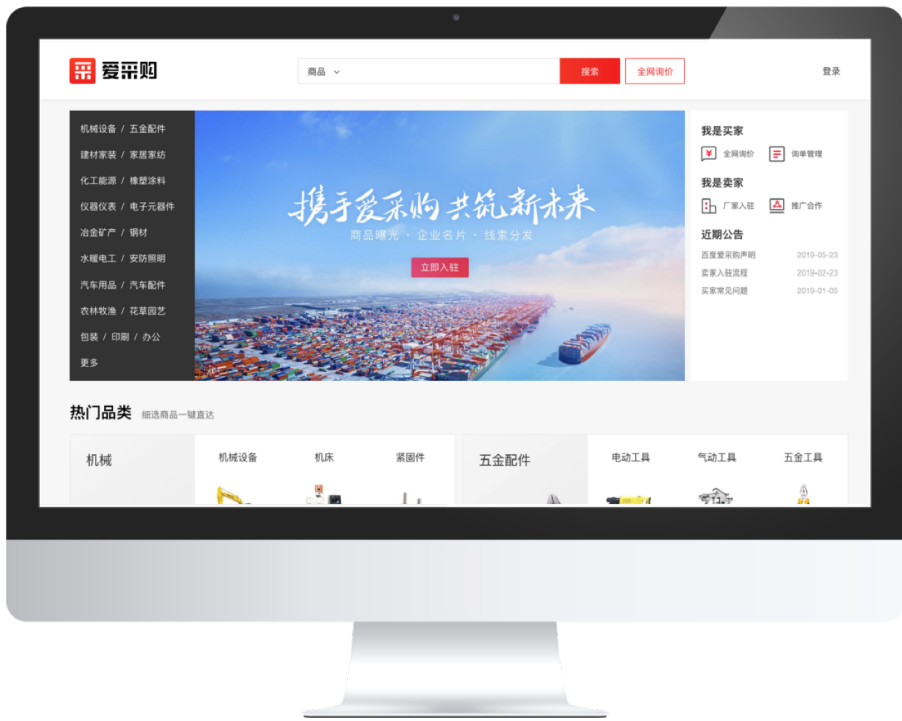 采 爱采购
商品
搜索
全网询价
登录
机械设备 / 五金配件
建材家装 / 家居家纺
化工能源 / 橡塑涂料
仪器仪表 / 电子元器件
冶金矿产 / 钢材
水暖电工 / 安防照明
汽车用品 / 汽车配件
农林牧渔 / 花草园艺
包装 / 印刷 / 办公
更多
携手爱采购 共筑新未来
商品曝光 · 企业名片 · 线索分发
立即入驻
我是买家
全网询价 询单管理
我是卖家
厂家入驻 推广合作
近期公告
百度爱采购声明 2019-05-23
卖家入驻流程 2019-02-23
买家常见问题 2019-01-05
热门品类 细选商品一键直达
机械
机械设备 机床 紧固件
五金配件
电动工具 气动工具 五金工具